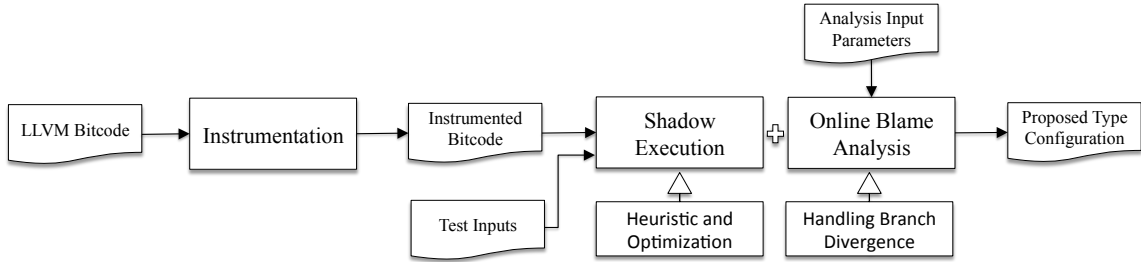 Analysis Input
Parameters
LLVM Bitcode
Instrumentation
Instrumented
Bitcode
Shadow
Execution
Online Blame
Analysis
Proposed Type
Configuration
Test Inputs
Heuristic and
Optimization
Handling Branch
Divergence